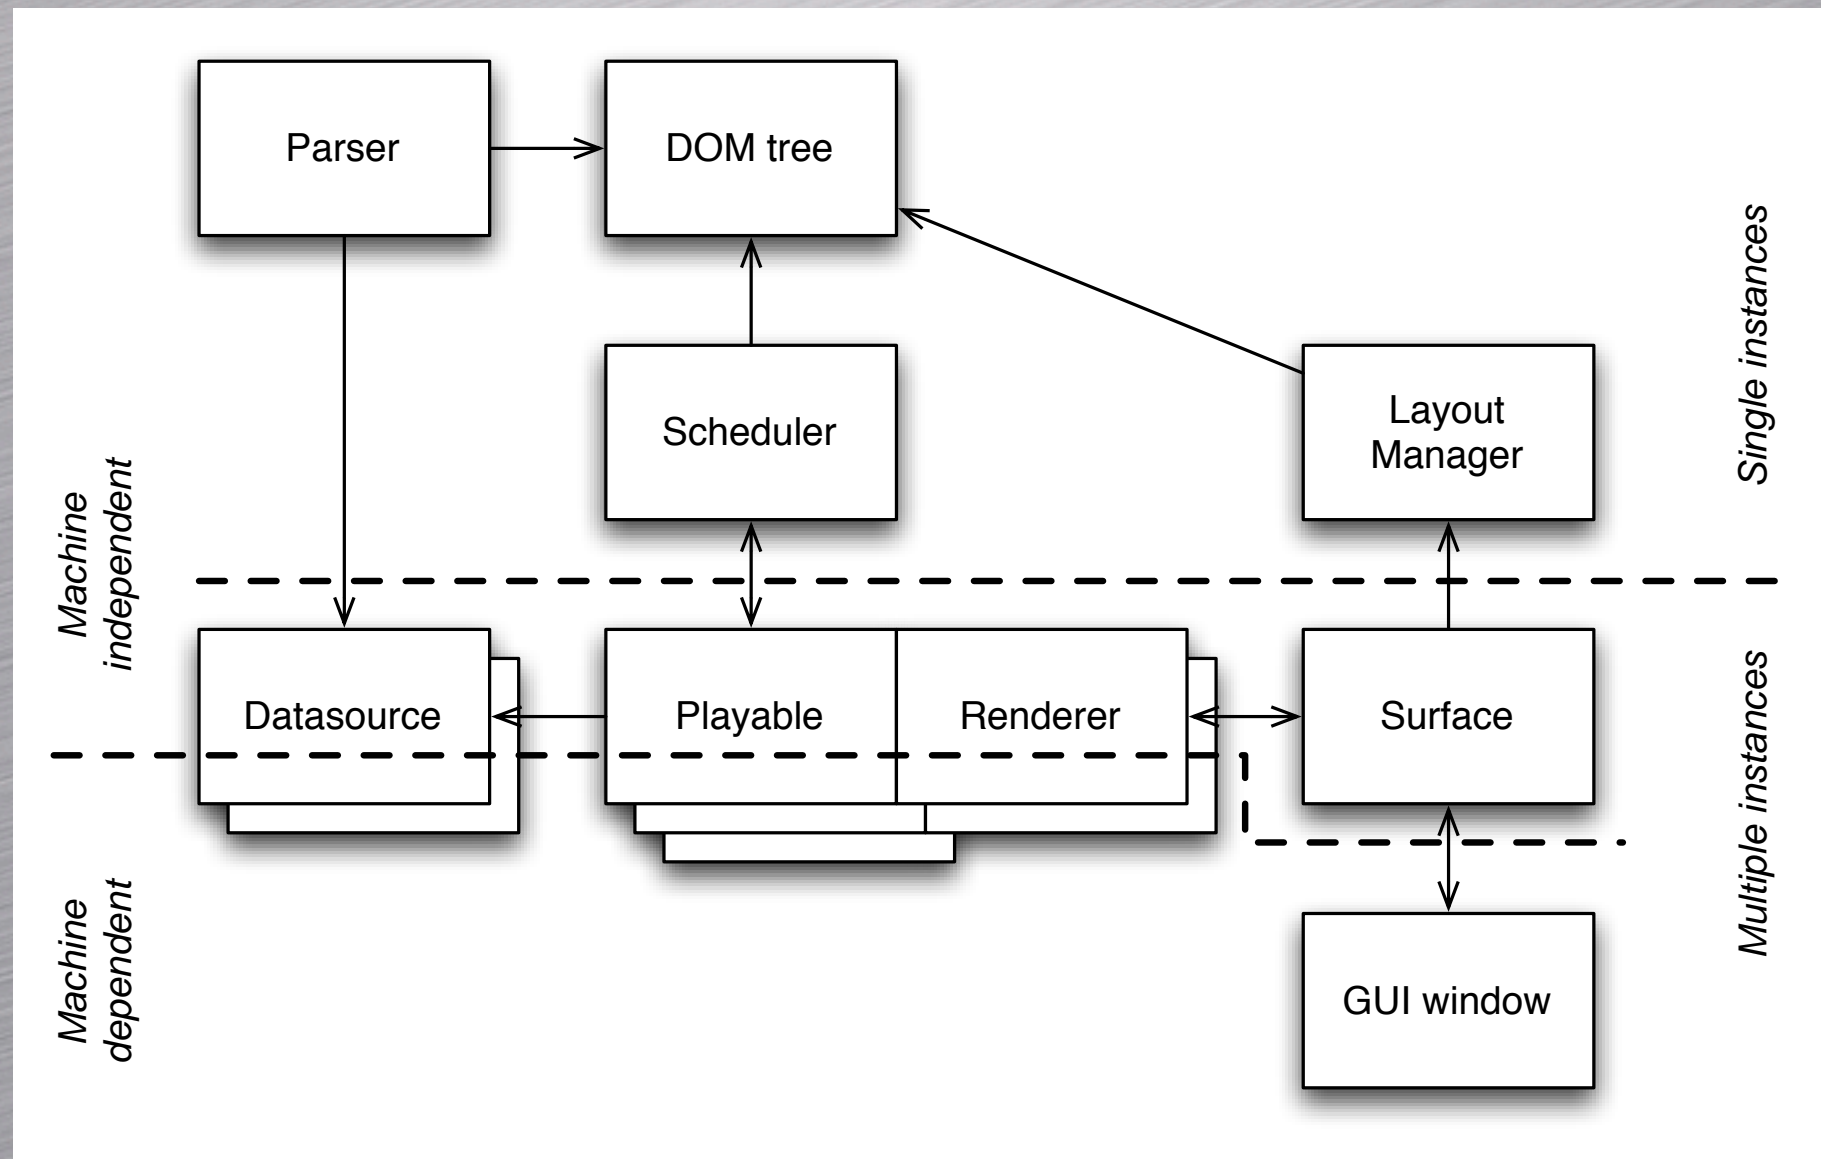 Parser
DOM tree
Scheduler
Layout
Manager
Single instances
Machine
independent
Datasource
Playable
Renderer
Surface
Multiple instances
Machine
dependent
GUI window